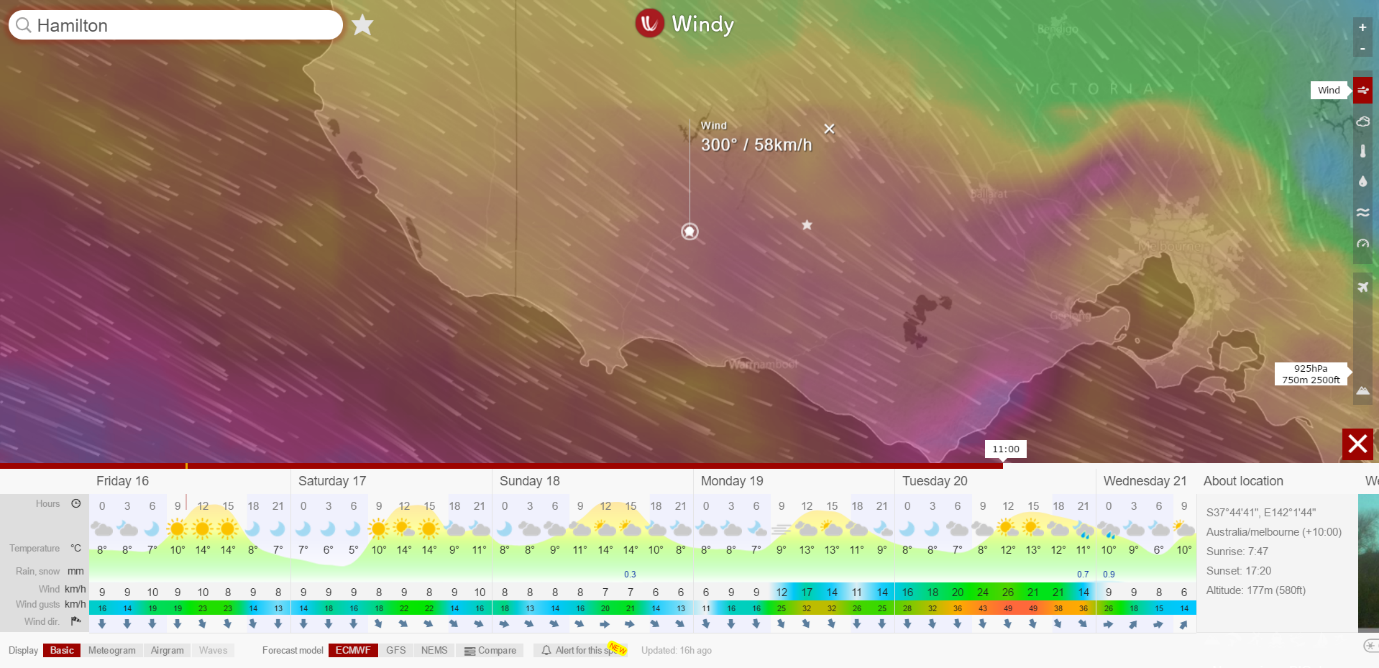 Hamilton
Windy
Bendigo
VICTORIA
Wind
Wind
300° / 58km/h
Ballarat
Melbourne
Geelong
Warrnambool
925hPa
750m 2500ft
11:00
Friday 16 Saturday 17 Sunday 18 Monday 19 Tuesday 20 Wednesday 21 About location We
Hours 0 3 6 9 12 15 18 21 0 3 6 9 12 15 18 21 0 3 6 9 12 15 18 21 0 3 6 9 12 15 18 21 0 3 6 9 12 15 18 21 0 3 6 9
S37°44'41", E142°1'44"
Australia/melbourne (+10:00)
Sunrise: 7:47
Sunset: 17:20
Altitude: 177m (580ft)
Temperature °C 8° 8° 7° 10° 14° 14° 8° 7° 7° 6° 5° 10° 14° 14° 9° 11° 8° 8° 8° 11° 14° 14° 10° 8° 8° 8° 7° 9° 13° 13° 11° 9° 8° 8° 7° 8° 12° 13° 12° 11° 10° 9° 6° 10°
Rain, snow mm 0.3 0.7 0.9
Wind km/h 9 9 9 10 9 10 8 9 9 8 9 9 9 8 9 10 9 8 8 8 7 7 6 6 6 6 9 12 17 14 11 14 16 18 20 24 26 21 21 14 9 9 8 6
Wind gusts km/h 16 14 19 19 23 23 14 13 14 18 16 18 22 22 14 16 18 13 14 16 20 21 14 13 11 16 16 25 32 32 26 25 28 32 36 43 49 49 38 36 26 18 15 14
Wind dir.
Display Basic Meteogram Airgram Waves Forecast model ECMWF GFS NEMS Compare Alert for this sp NEW Updated: 16h ago